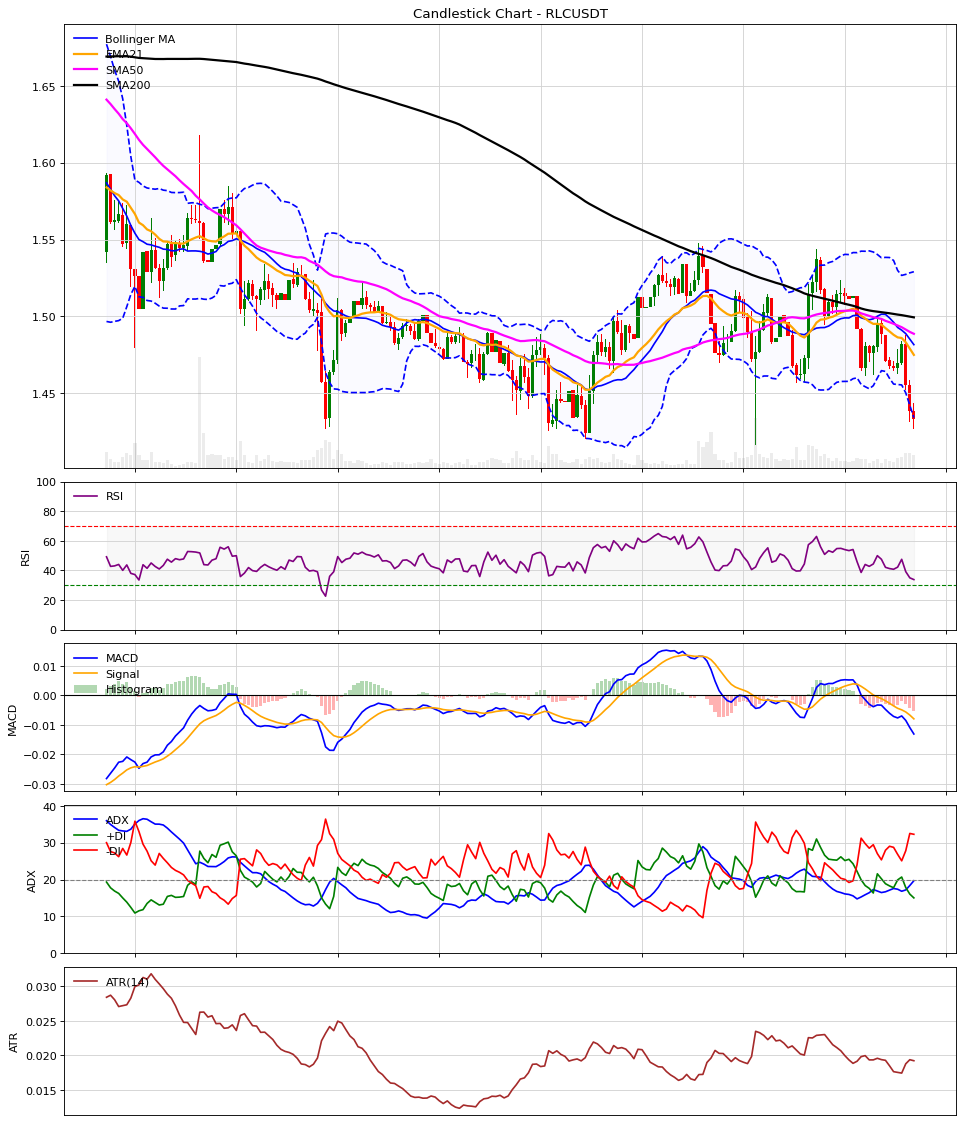 Candlestick Chart - RLCUSDT
Bollinger MA
EMA21
SMA50
SMA200
1.65
1.60
1.55
1.50
1.45
100
80
60
40
20
0
RSI
RSI
0.01
0.00
−0.01
−0.02
−0.03
MACD
MACD
Signal
Histogram
40
30
20
10
0
ADX
ADX
+DI
-DI
0.030
0.025
0.020
0.015
ATR
ATR(14)